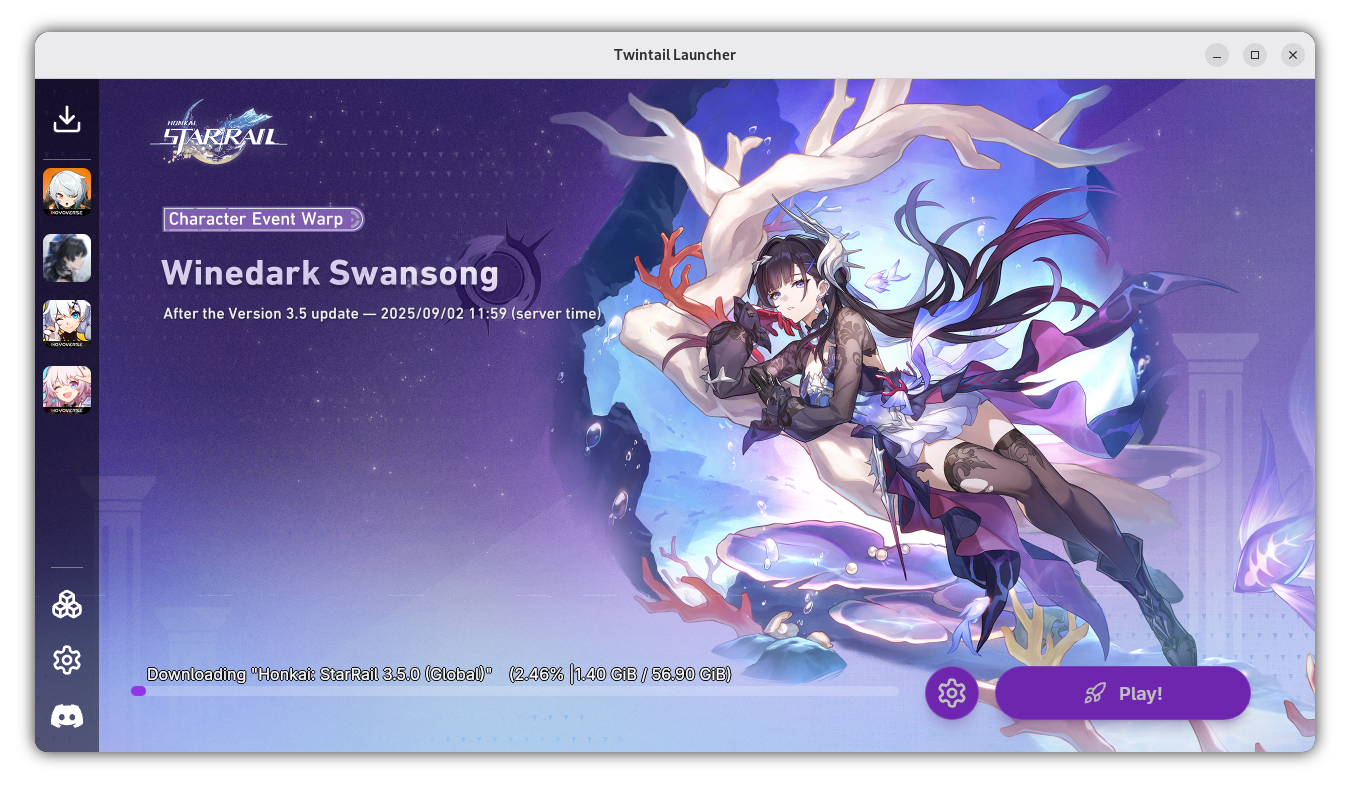 Twintail Launcher
HONKAI
STAR RAIL
Character Event Warp
Winedark Swansong
After the Version 3.5 update — 2025/09/02 11:59 (server time)
HOYOVERSE
HOYOVERSE
HOYOVERSE
Downloading "Honkai: StarRail 3.5.0 (Global)" (2.46% |1.40 GiB / 56.90 GiB)
Play!